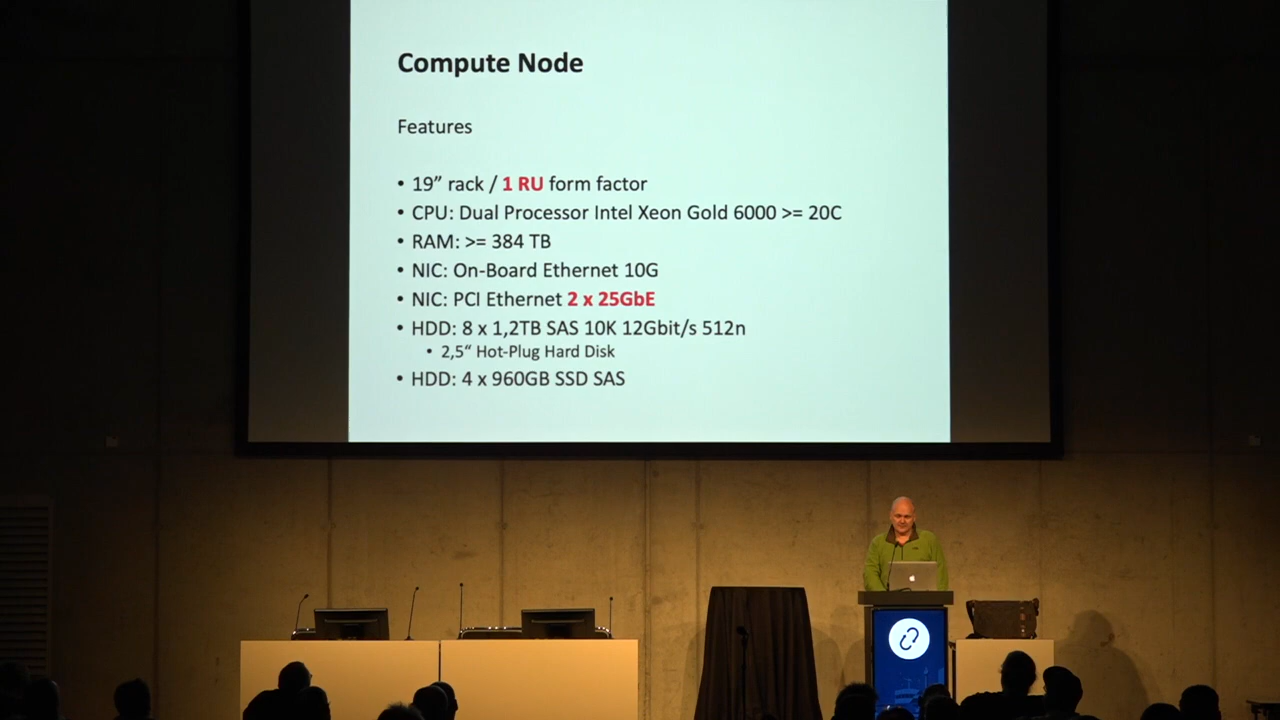 Compute Node
Features
• 19” rack / 1 RU form factor
• CPU: Dual Processor Intel Xeon Gold 6000 >= 20C
• RAM: >= 384 TB
• NIC: On-Board Ethernet 10G
• NIC: PCI Ethernet 2 x 25GbE
• HDD: 8 x 1,2TB SAS 10K 12Gbit/s 512n
• 2,5“ Hot-Plug Hard Disk
• HDD: 4 x 960GB SSD SAS